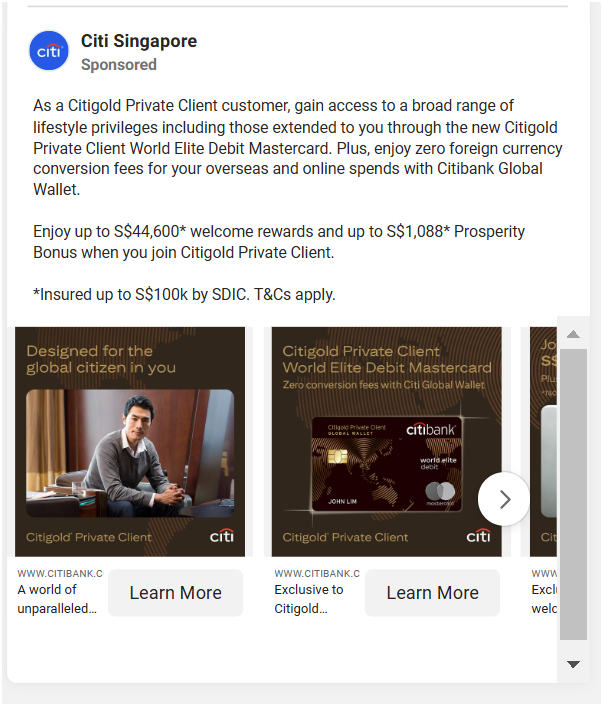 Citi Singapore
Sponsored
As a Citigold Private Client customer, gain access to a broad range of
lifestyle privileges including those extended to you through the new Citigold
Private Client World Elite Debit Mastercard. Plus, enjoy zero foreign currency
conversion fees for your overseas and online spends with Citibank Global
Wallet.
Enjoy up to S$44,600* welcome rewards and up to S$1,088* Prosperity
Bonus when you join Citigold Private Client.
*Insured up to S$100k by SDIC. T&Cs apply.
Designed for the
global citizen in you
Citigold Private Client
citi
WWW.CITIBANK.C
A world of
unparalleled...
Learn More
Citigold Private Client
World Elite Debit Mastercard
Zero conversion fees with Citi Global Wallet
Citigold Private Client
GLOBAL WALLET
citibank
world elite
debit
JOHN LIM
mastercard
Citigold Private Client
citi
WWW.CITIBANK.C
Exclusive to
Citigold...
Learn More
Jo
S$
Plu
WWW
Exclu
welc